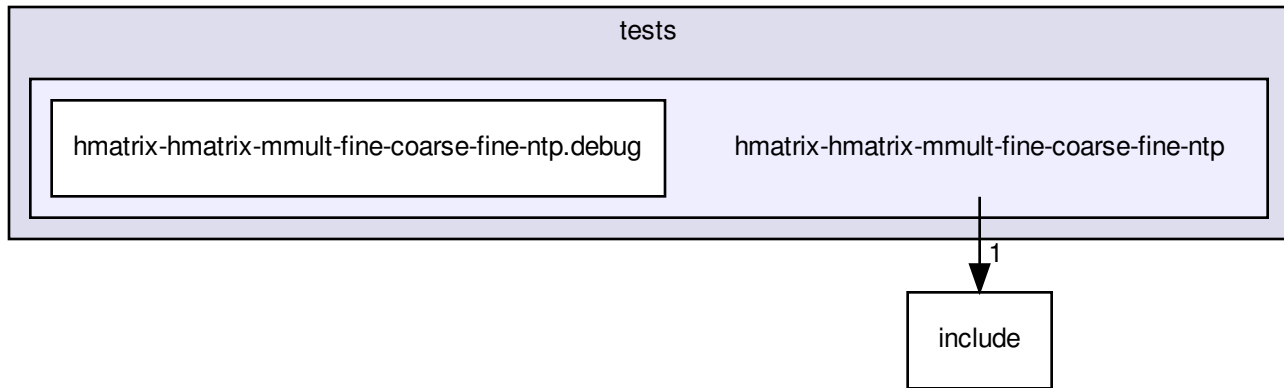 tests
hmatrix-hmatrix-mmult-fine-coarse-fine-ntp.debug
hmatrix-hmatrix-mmult-fine-coarse-fine-ntp
1
include